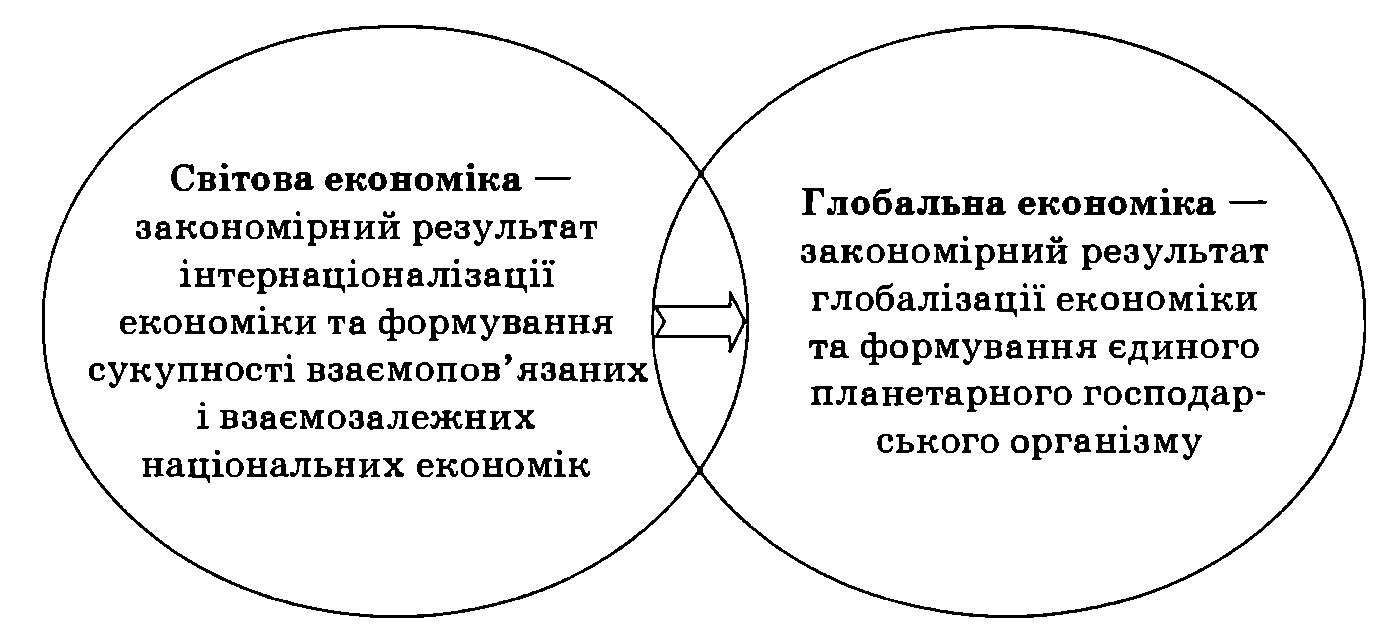 Світова економіка —
закономірний результат
інтернаціоналізації
економіки та формування
сукупності взаємопов’язаних
і взаємозалежних
національних економік
Глобальна економіка —
закономірний результат
глобалізації економіки
та формування єдиного
планетарного господар-
ського організму